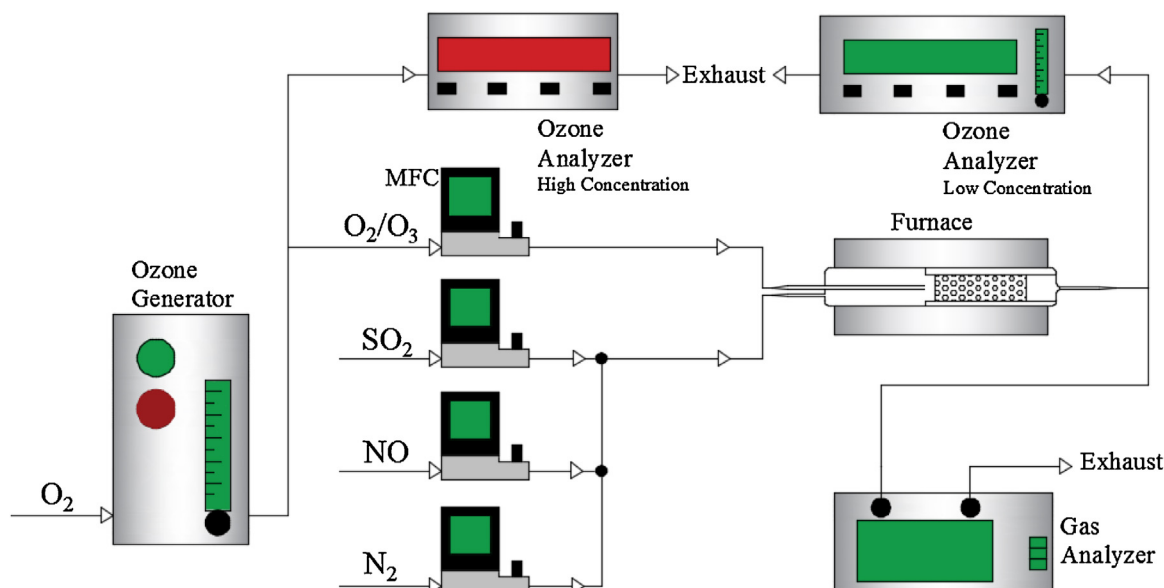 Exhaust
Ozone
Analyzer
High Concentration
Ozone
Analyzer
Low Concentration
MFC
O₂/O₃
Furnace
Ozone
Generator
SO₂
NO
O₂
N₂
Exhaust
Gas
Analyzer